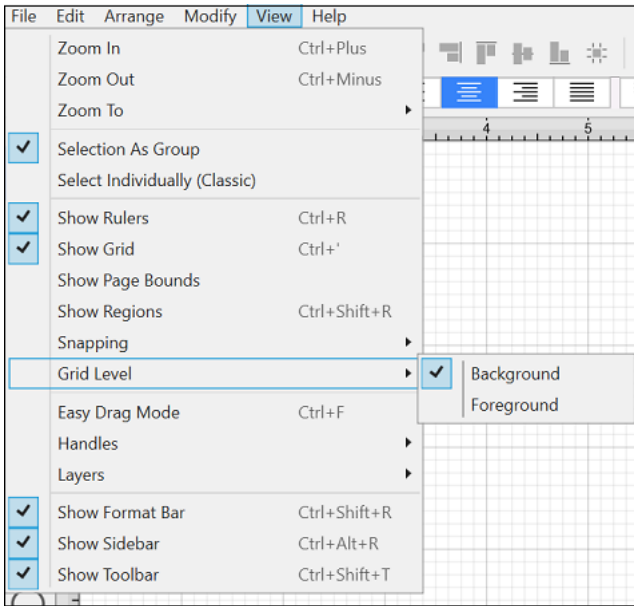 File Edit Arrange Modify View Help
Zoom In Ctrl+Plus
Zoom Out Ctrl+Minus
Zoom To
Selection As Group
Select Individually (Classic)
Show Rulers Ctrl+R
Show Grid Ctrl+'
Show Page Bounds
Show Regions Ctrl+Shift+R
Snapping
Grid Level
Easy Drag Mode Ctrl+F
Handles
Layers
Show Format Bar Ctrl+Shift+R
Show Sidebar Ctrl+Alt+R
Show Toolbar Ctrl+Shift+T
4 5
Background
Foreground